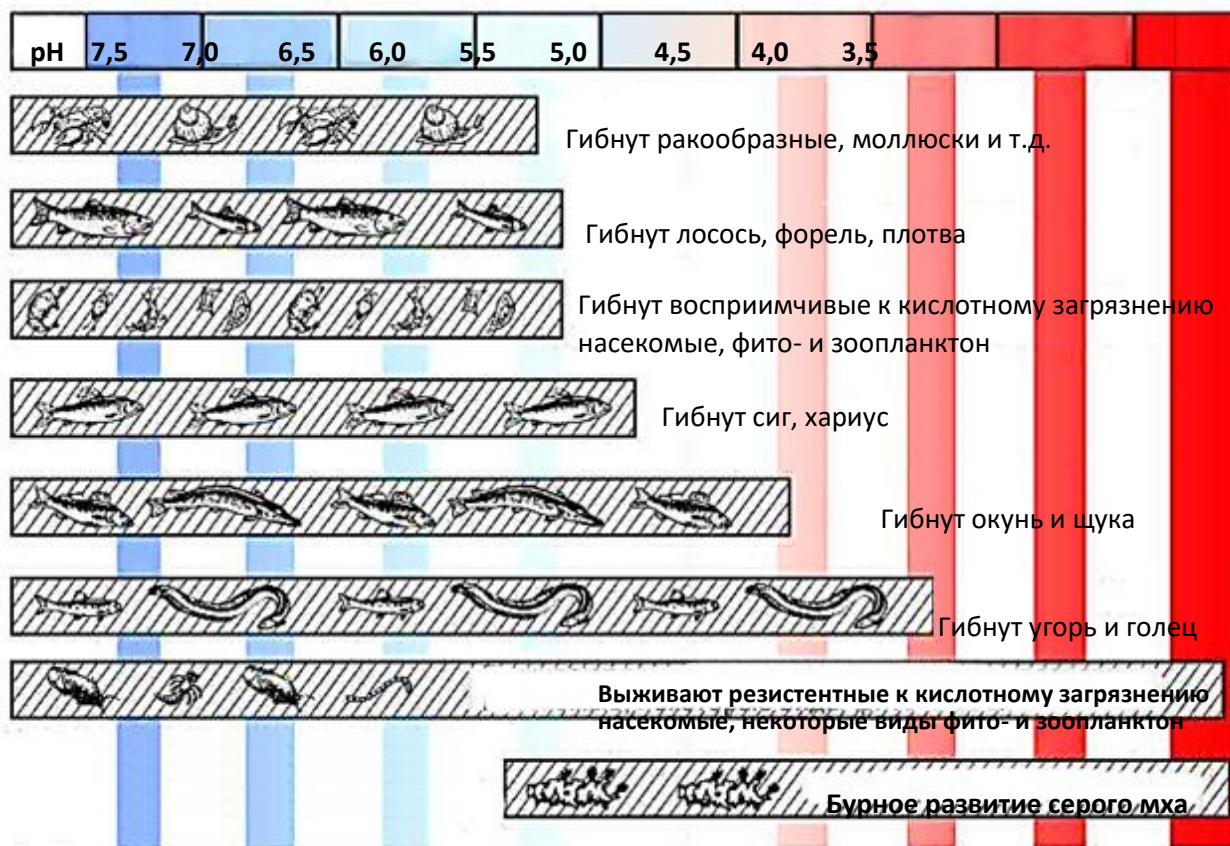 pH 7,5 7,0 6,5 6,0 5,5 5,0 4,5 4,0 3,5
Гибнут ракообразные, моллюски и т.д.
Гибнут лосось, форель, плотва
Гибнут восприимчивые к кислотному загрязнению
насекомые, фито- и зоопланктон
Гибнут сиг, хариус
Гибнут окунь и щука
Гибнут угорь и голец
Выживают резистентные к кислотному загрязнению
насекомые, некоторые виды фито- и зоопланктон
Бурное развитие серого мха